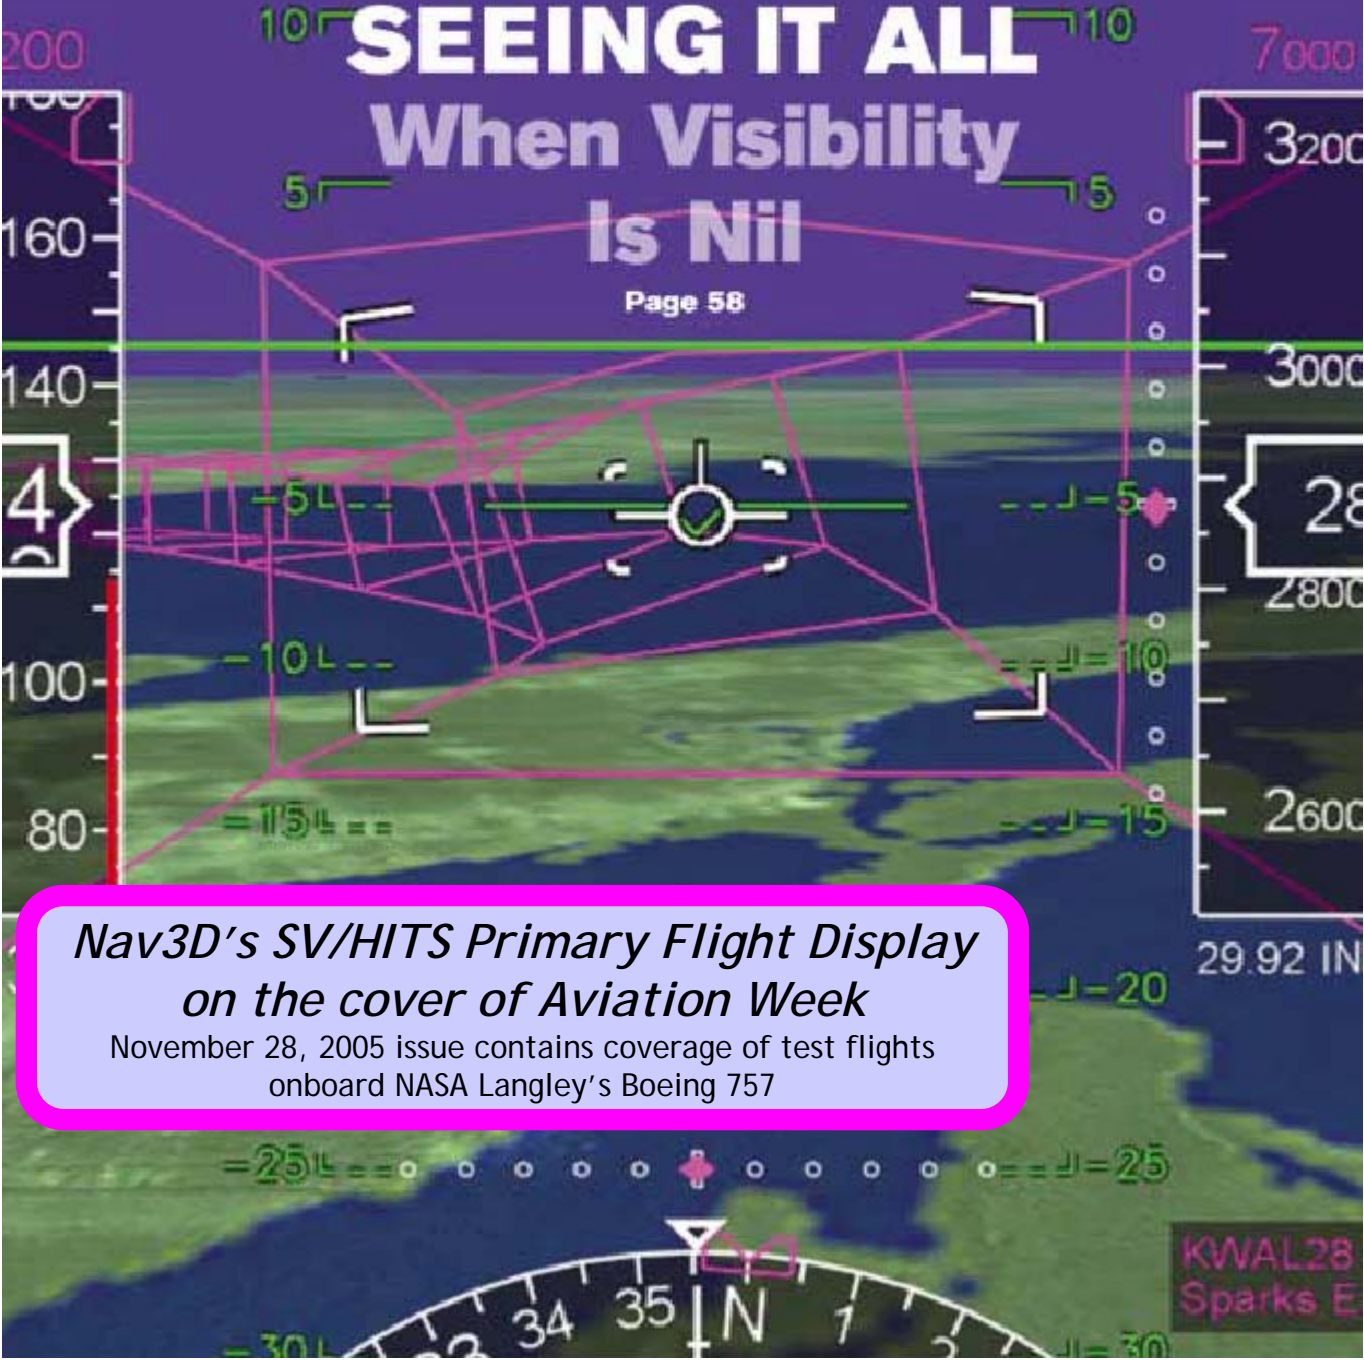 10 SEEING IT ALL 10
200 7000
When Visibility
3200
5 5
160 Is Nil
Page 58
140 3000
4 -5 -5 28
2800
-10 -10
100
80 -15 -15 2600
Nav3D's SV/HITS Primary Flight Display
on the cover of Aviation Week
November 28, 2005 issue contains coverage of test flights
onboard NASA Langley's Boeing 757
29.92 IN
-20
-25 -25
KWAL28
Sparks E
33 34 35 N 1 2
-30 -30